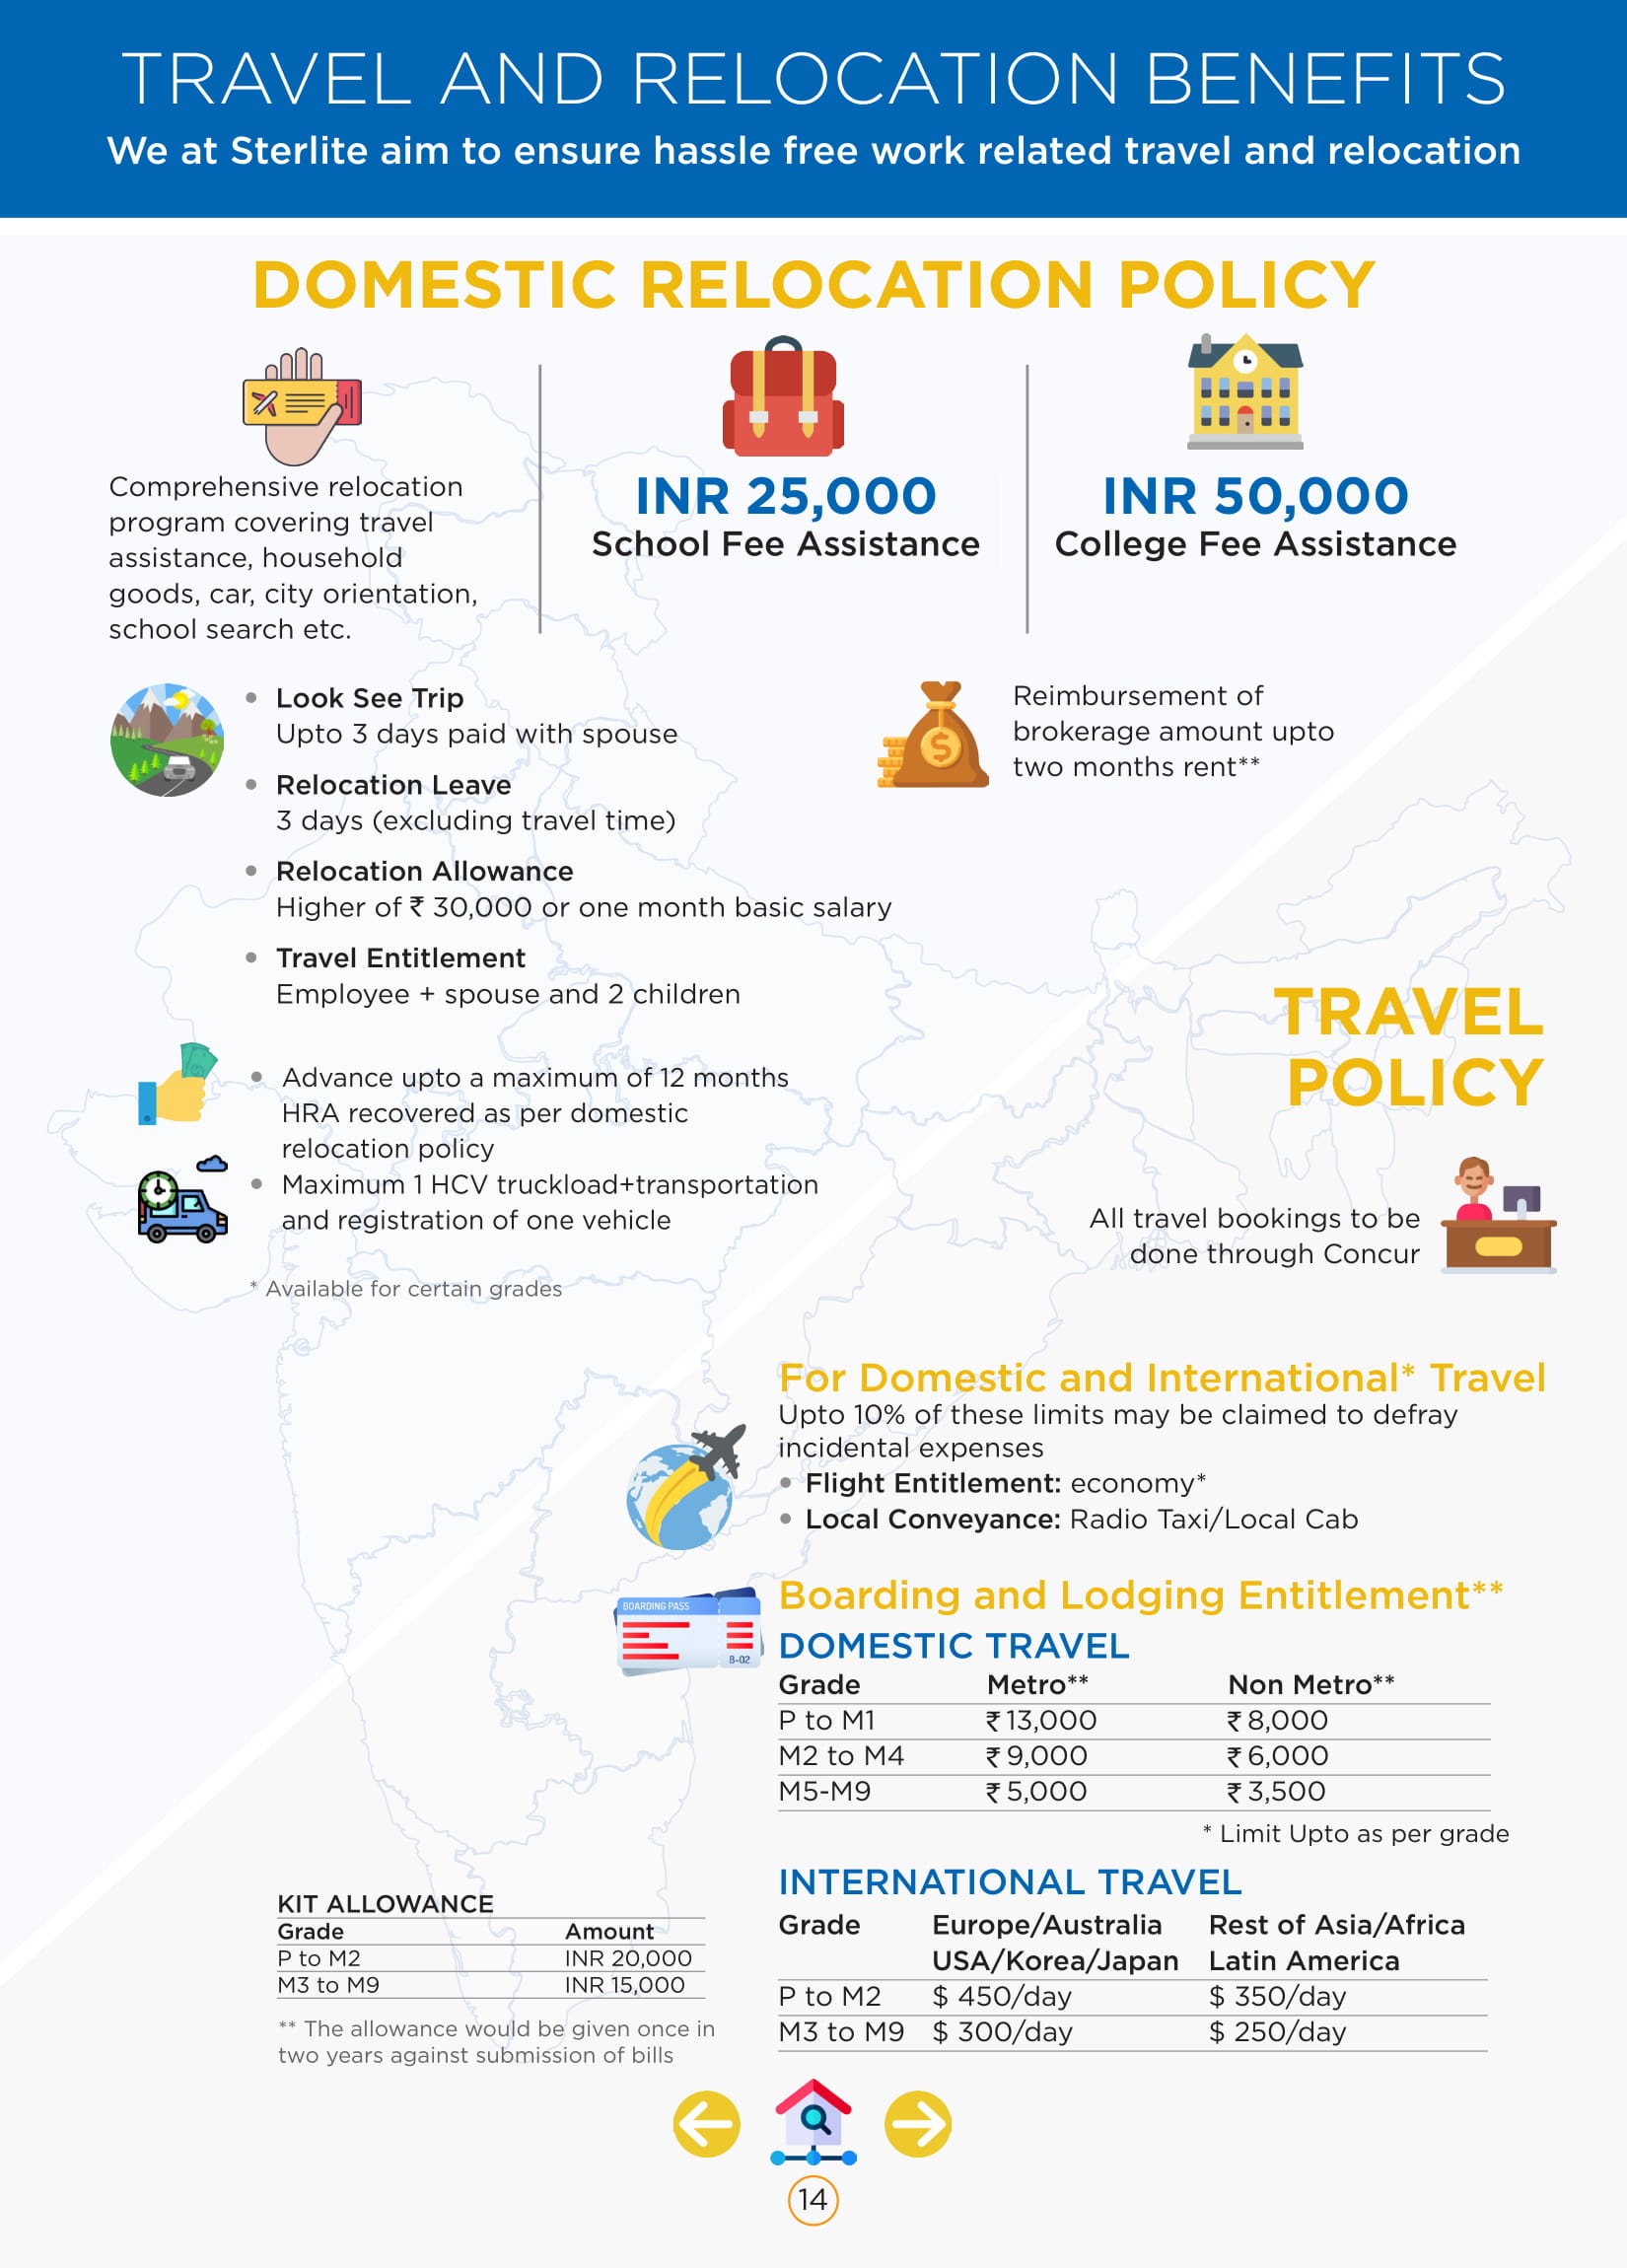 TRAVEL AND RELOCATION BENEFITS
We at Sterlite aim to ensure hassle free work related travel and relocation
DOMESTIC RELOCATION POLICY
Comprehensive relocation
program covering travel
assistance, household
goods, car, city orientation,
school search etc.
INR 25,000
School Fee Assistance
INR 50,000
College Fee Assistance
• Look See Trip
Upto 3 days paid with spouse
• Relocation Leave
3 days (excluding travel time)
• Relocation Allowance
Higher of ₹ 30,000 or one month basic salary
• Travel Entitlement
Employee + spouse and 2 children
Reimbursement of
brokerage amount upto
two months rent**
• Advance upto a maximum of 12 months
HRA recovered as per domestic
relocation policy
• Maximum 1 HCV truckload+transportation
and registration of one vehicle
* Available for certain grades
TRAVEL
POLICY
All travel bookings to be
done through Concur
For Domestic and International* Travel
Upto 10% of these limits may be claimed to defray
incidental expenses
• Flight Entitlement: economy*
• Local Conveyance: Radio Taxi/Local Cab
BOARDING PASS
B-02
Boarding and Lodging Entitlement**
DOMESTIC TRAVEL
Grade Metro** Non Metro**
P to M1 ₹ 13,000 ₹ 8,000
M2 to M4 ₹ 9,000 ₹ 6,000
M5-M9 ₹ 5,000 ₹ 3,500
* Limit Upto as per grade
KIT ALLOWANCE
Grade Amount
P to M2 INR 20,000
M3 to M9 INR 15,000
** The allowance would be given once in
two years against submission of bills
INTERNATIONAL TRAVEL
Grade Europe/Australia Rest of Asia/Africa
USA/Korea/Japan Latin America
P to M2 $ 450/day $ 350/day
M3 to M9 $ 300/day $ 250/day
14